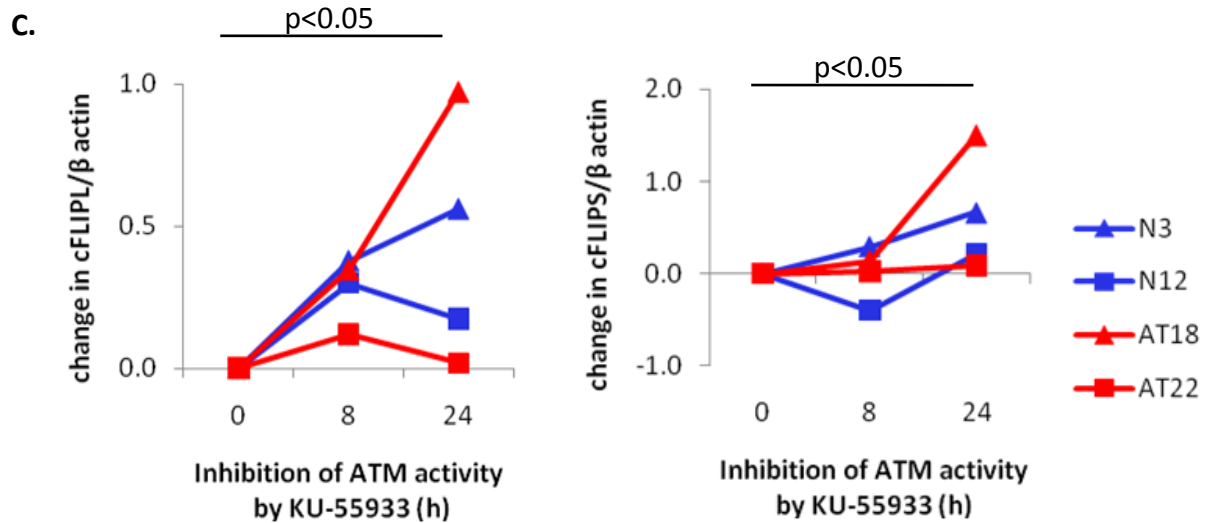 C.
p<0.05
change in cFLIPL/β actin
1.0
0.5
0.0
0 8 24
Inhibition of ATM activity
by KU-55933 (h)
p<0.05
change in cFLIPS/β actin
2.0
1.0
0.0
-1.0
0 8 24
Inhibition of ATM activity
by KU-55933 (h)
N3
N12
AT18
AT22